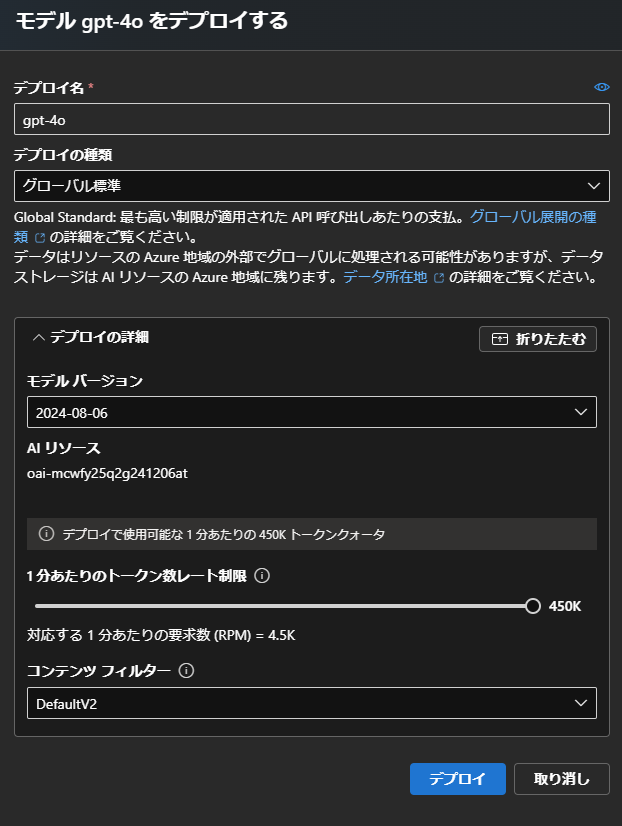 モデル gpt-4o をデプロイする
デプロイ名 *
gpt-4o
デプロイの種類
グローバル標準
Global Standard: 最も高い制限が適用された API 呼び出しあたりの支払。グローバル展開の種
類 の詳細をご覧ください。
データはリソースの Azure 地域の外部でグローバルに処理される可能性がありますが、データ
ストレージは AI リソースの Azure 地域に残ります。データ所在地 の詳細をご覧ください。
デプロイの詳細
折りたたむ
モデル バージョン
2024-08-06
AI リソース
oai-mcwfy25q2g241206at
デプロイで使用可能な 1 分あたりの 450K トークンクォータ
1 分あたりのトークン数レート制限
450K
対応する 1 分あたりの要求数 (RPM) = 4.5K
コンテンツ フィルター
DefaultV2
デプロイ
取り消し